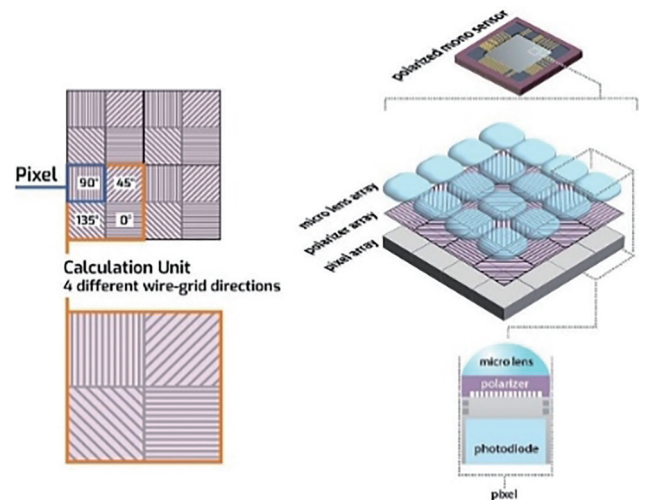 polarized mono sensor
Pixel
90°
45°
135°
0°
Calculation Unit
4 different wire-grid directions
micro lens array
polarizer array
pixel array
micro lens
polarizer
photodiode
pixel